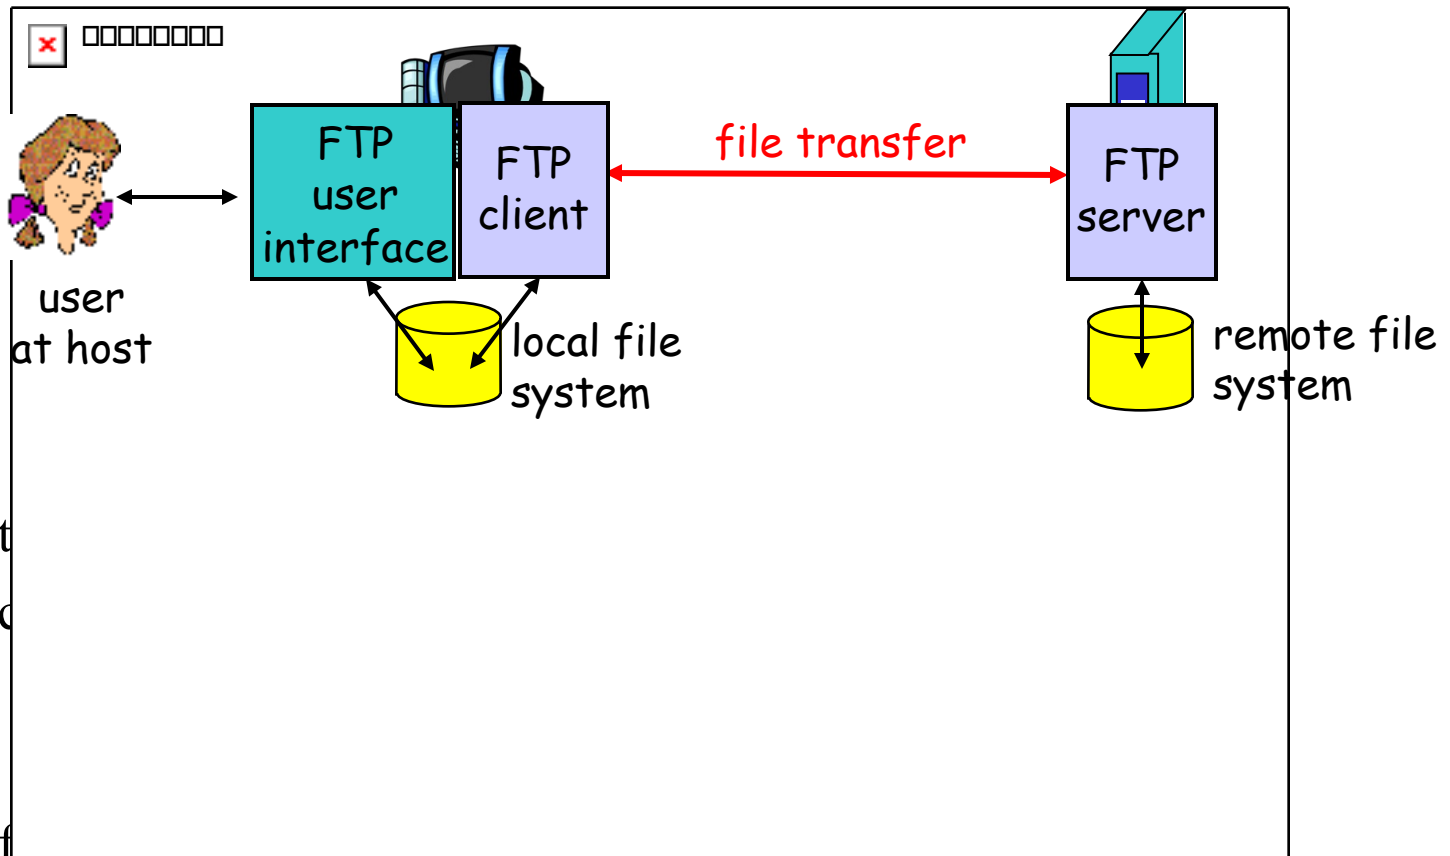 FTP
user
interface
FTP
client
file transfer
FTP
server
user
at host
local file
system
remote file
system